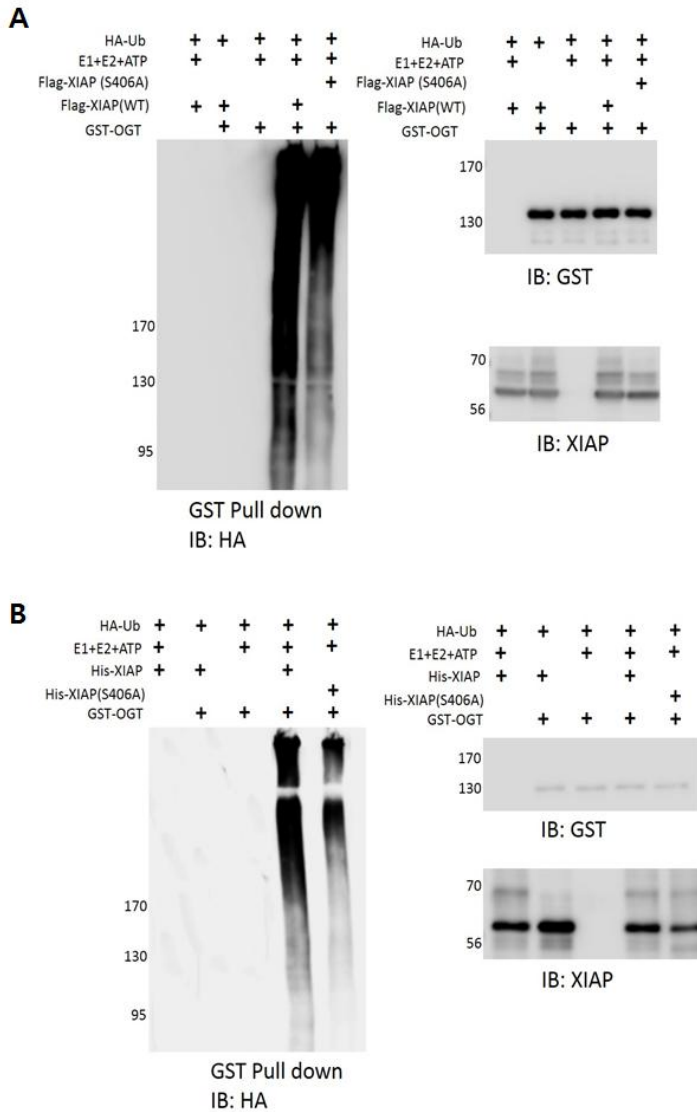 A
HA-Ub + + + + +
E1+E2+ATP + + + +
Flag-XIAP (S406A) +
Flag-XIAP(WT) + + +
GST-OGT + + + +
170
130
95
GST Pull down
IB: HA
HA-Ub + + + + +
E1+E2+ATP + + + +
Flag-XIAP (S406A) +
Flag-XIAP(WT) + + +
GST-OGT + + + +
170
130
IB: GST
70
56
IB: XIAP
B
HA-Ub + + + + +
E1+E2+ATP + + + +
His-XIAP + + +
His-XIAP(S406A) +
GST-OGT + + + +
170
130
95
GST Pull down
IB: HA
HA-Ub + + + + +
E1+E2+ATP + + + +
His-XIAP + + +
His-XIAP(S406A) +
GST-OGT + + + +
170
130
IB: GST
70
56
IB: XIAP